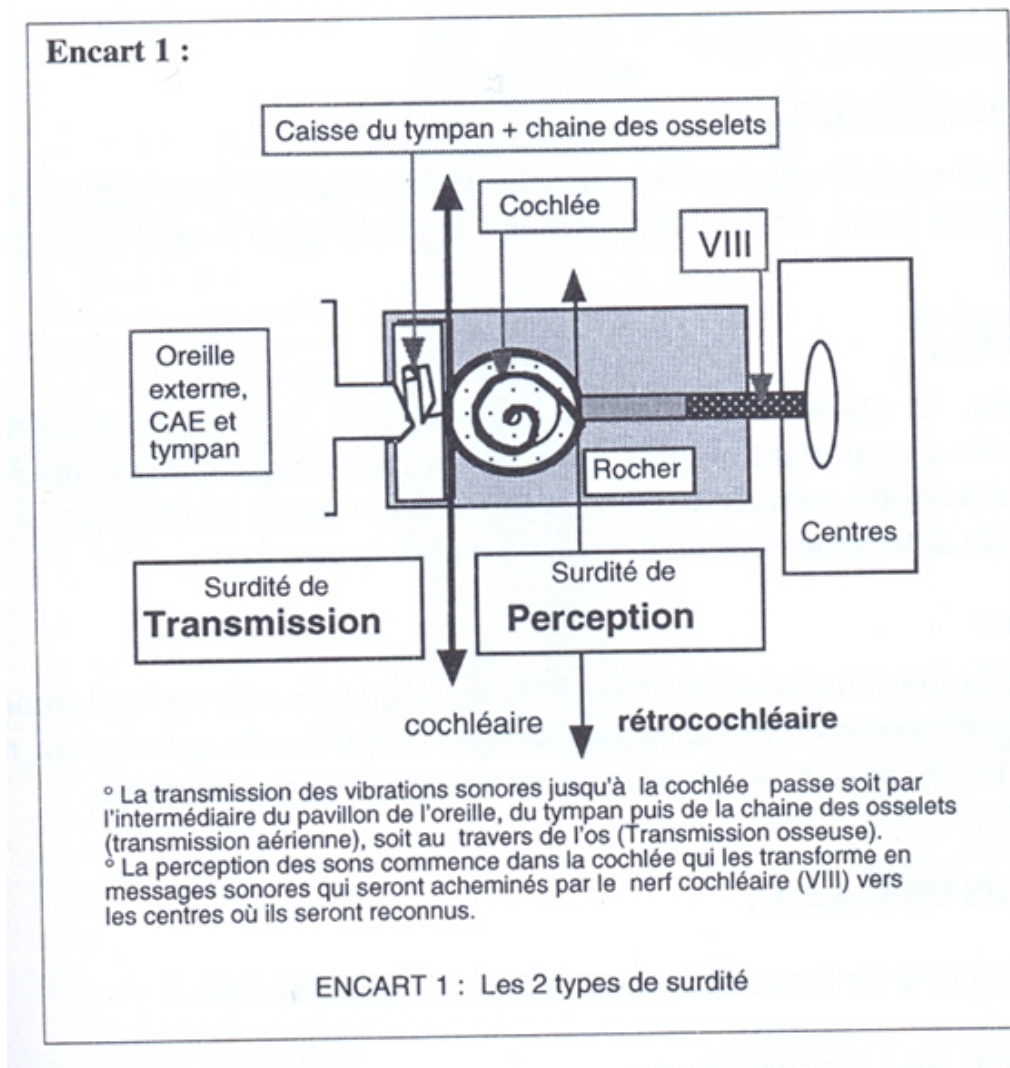 Encart 1 :
Caisse du tympan + chaine des osselets
Cochlée
VIII
Oreille
externe,
CAE et
tympan
Rocher
Centres
Surdité de
Transmission
Surdité de
Perception
cochléaire
rétrocochléaire
° La transmission des vibrations sonores jusqu'à la cochlée passe soit par
l'intermédiaire du pavillon de l'oreille, du tympan puis de la chaine des osselets
(transmission aérienne), soit au travers de l'os (Transmission osseuse).
° La perception des sons commence dans la cochlée qui les transforme en
messages sonores qui seront acheminés par le nerf cochléaire (VIII) vers
les centres où ils seront reconnus.
ENCART 1 : Les 2 types de surdité